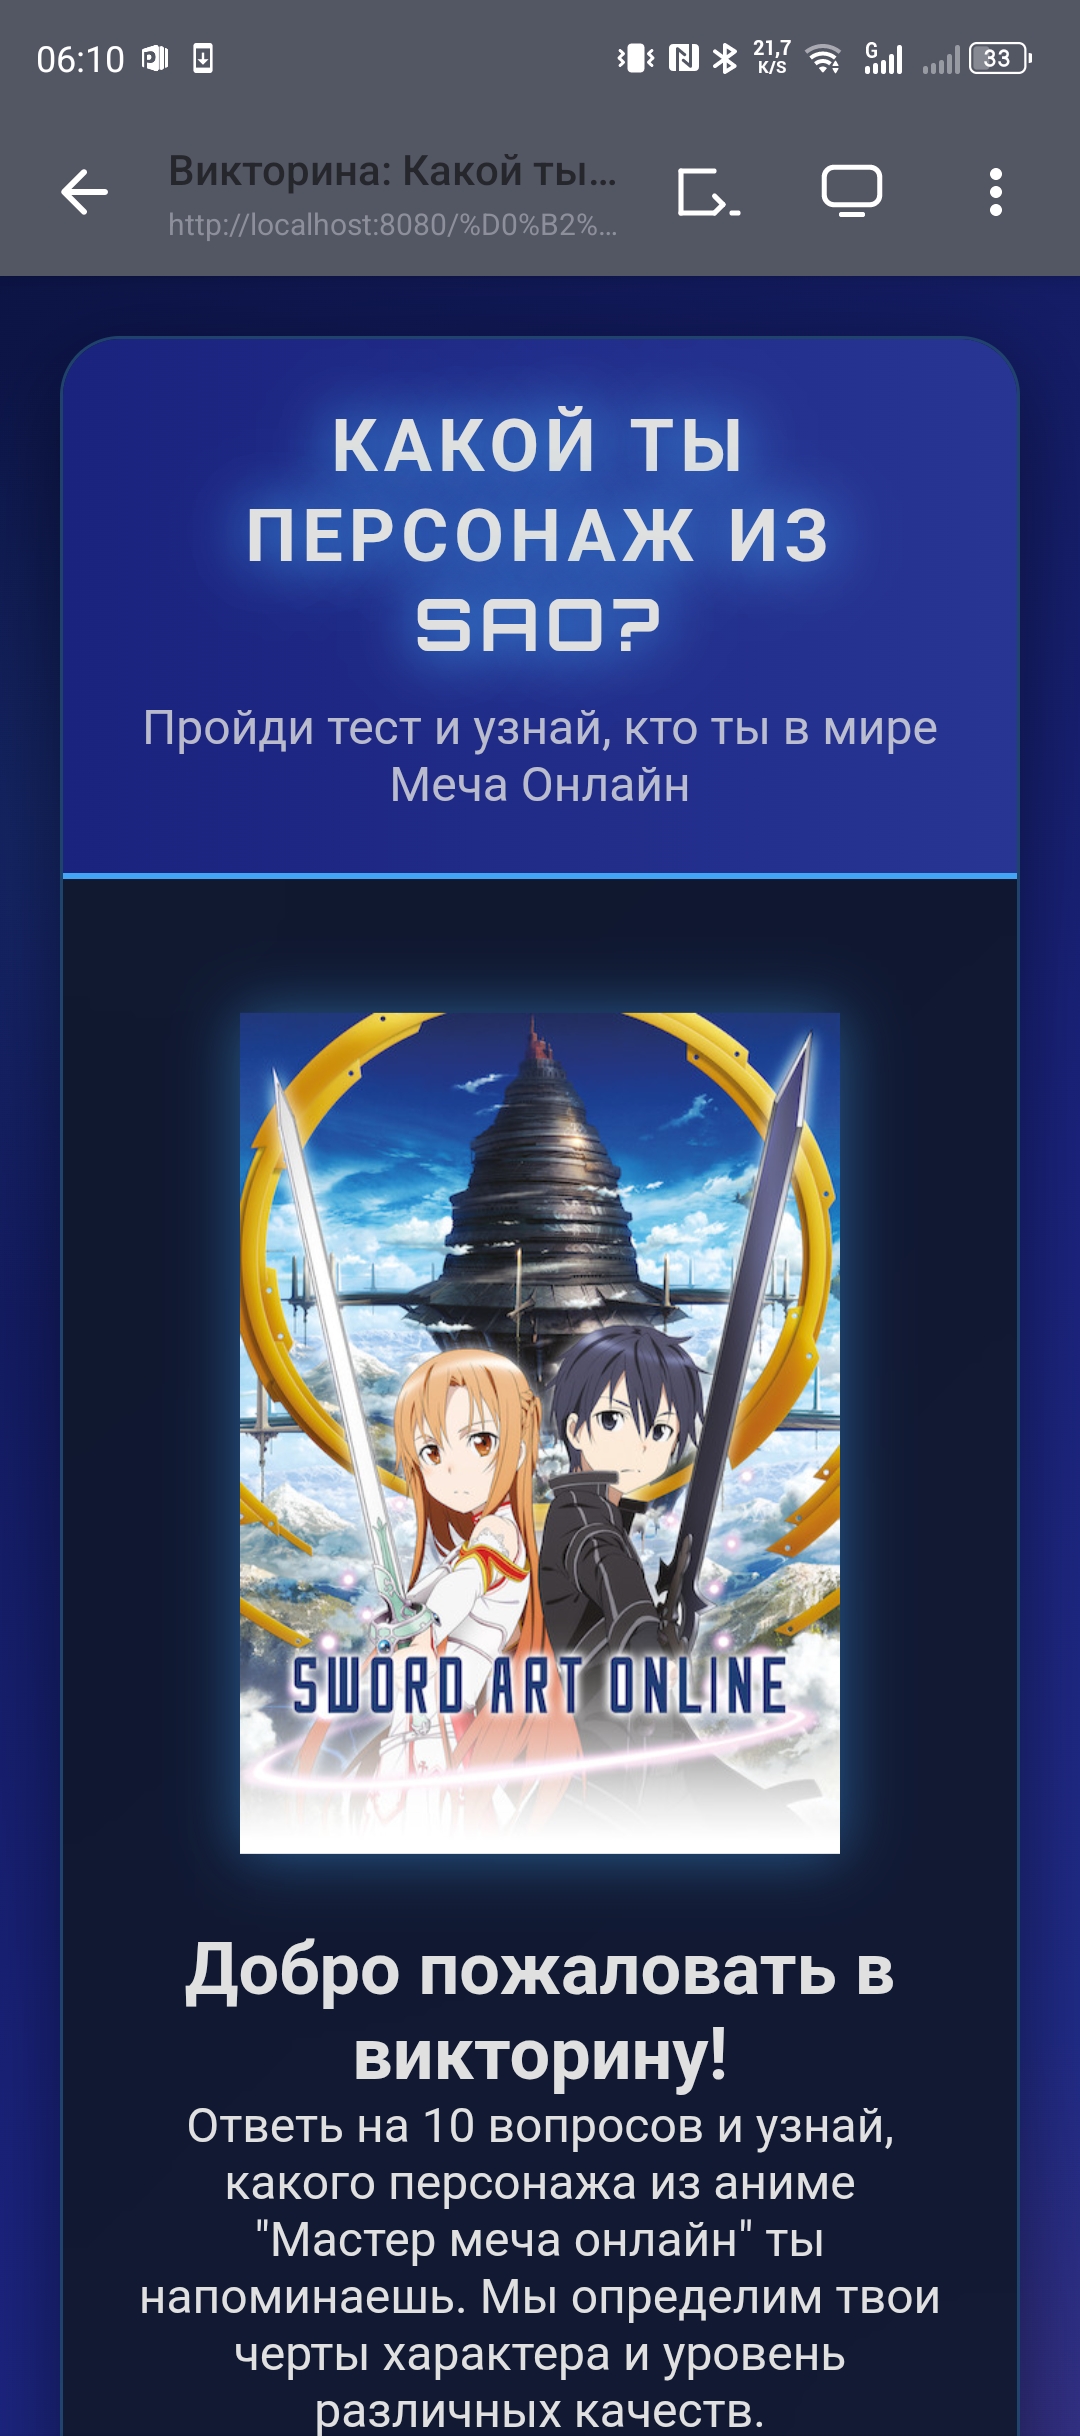 06:10
21,7
K/S
G
33
Викторина: Какой ты...
http://localhost:8080/%D0%B2%...
КАКОЙ ТЫ
ПЕРСОНАЖ ИЗ
SAO?
Пройди тест и узнай, кто ты в мире
Меча Онлайн
SWORD ART ONLINE
Добро пожаловать в
викторину!
Ответь на 10 вопросов и узнай,
какого персонажа из аниме
"Мастер меча онлайн" ты
напоминаешь. Мы определим твои
черты характера и уровень
различных качеств.